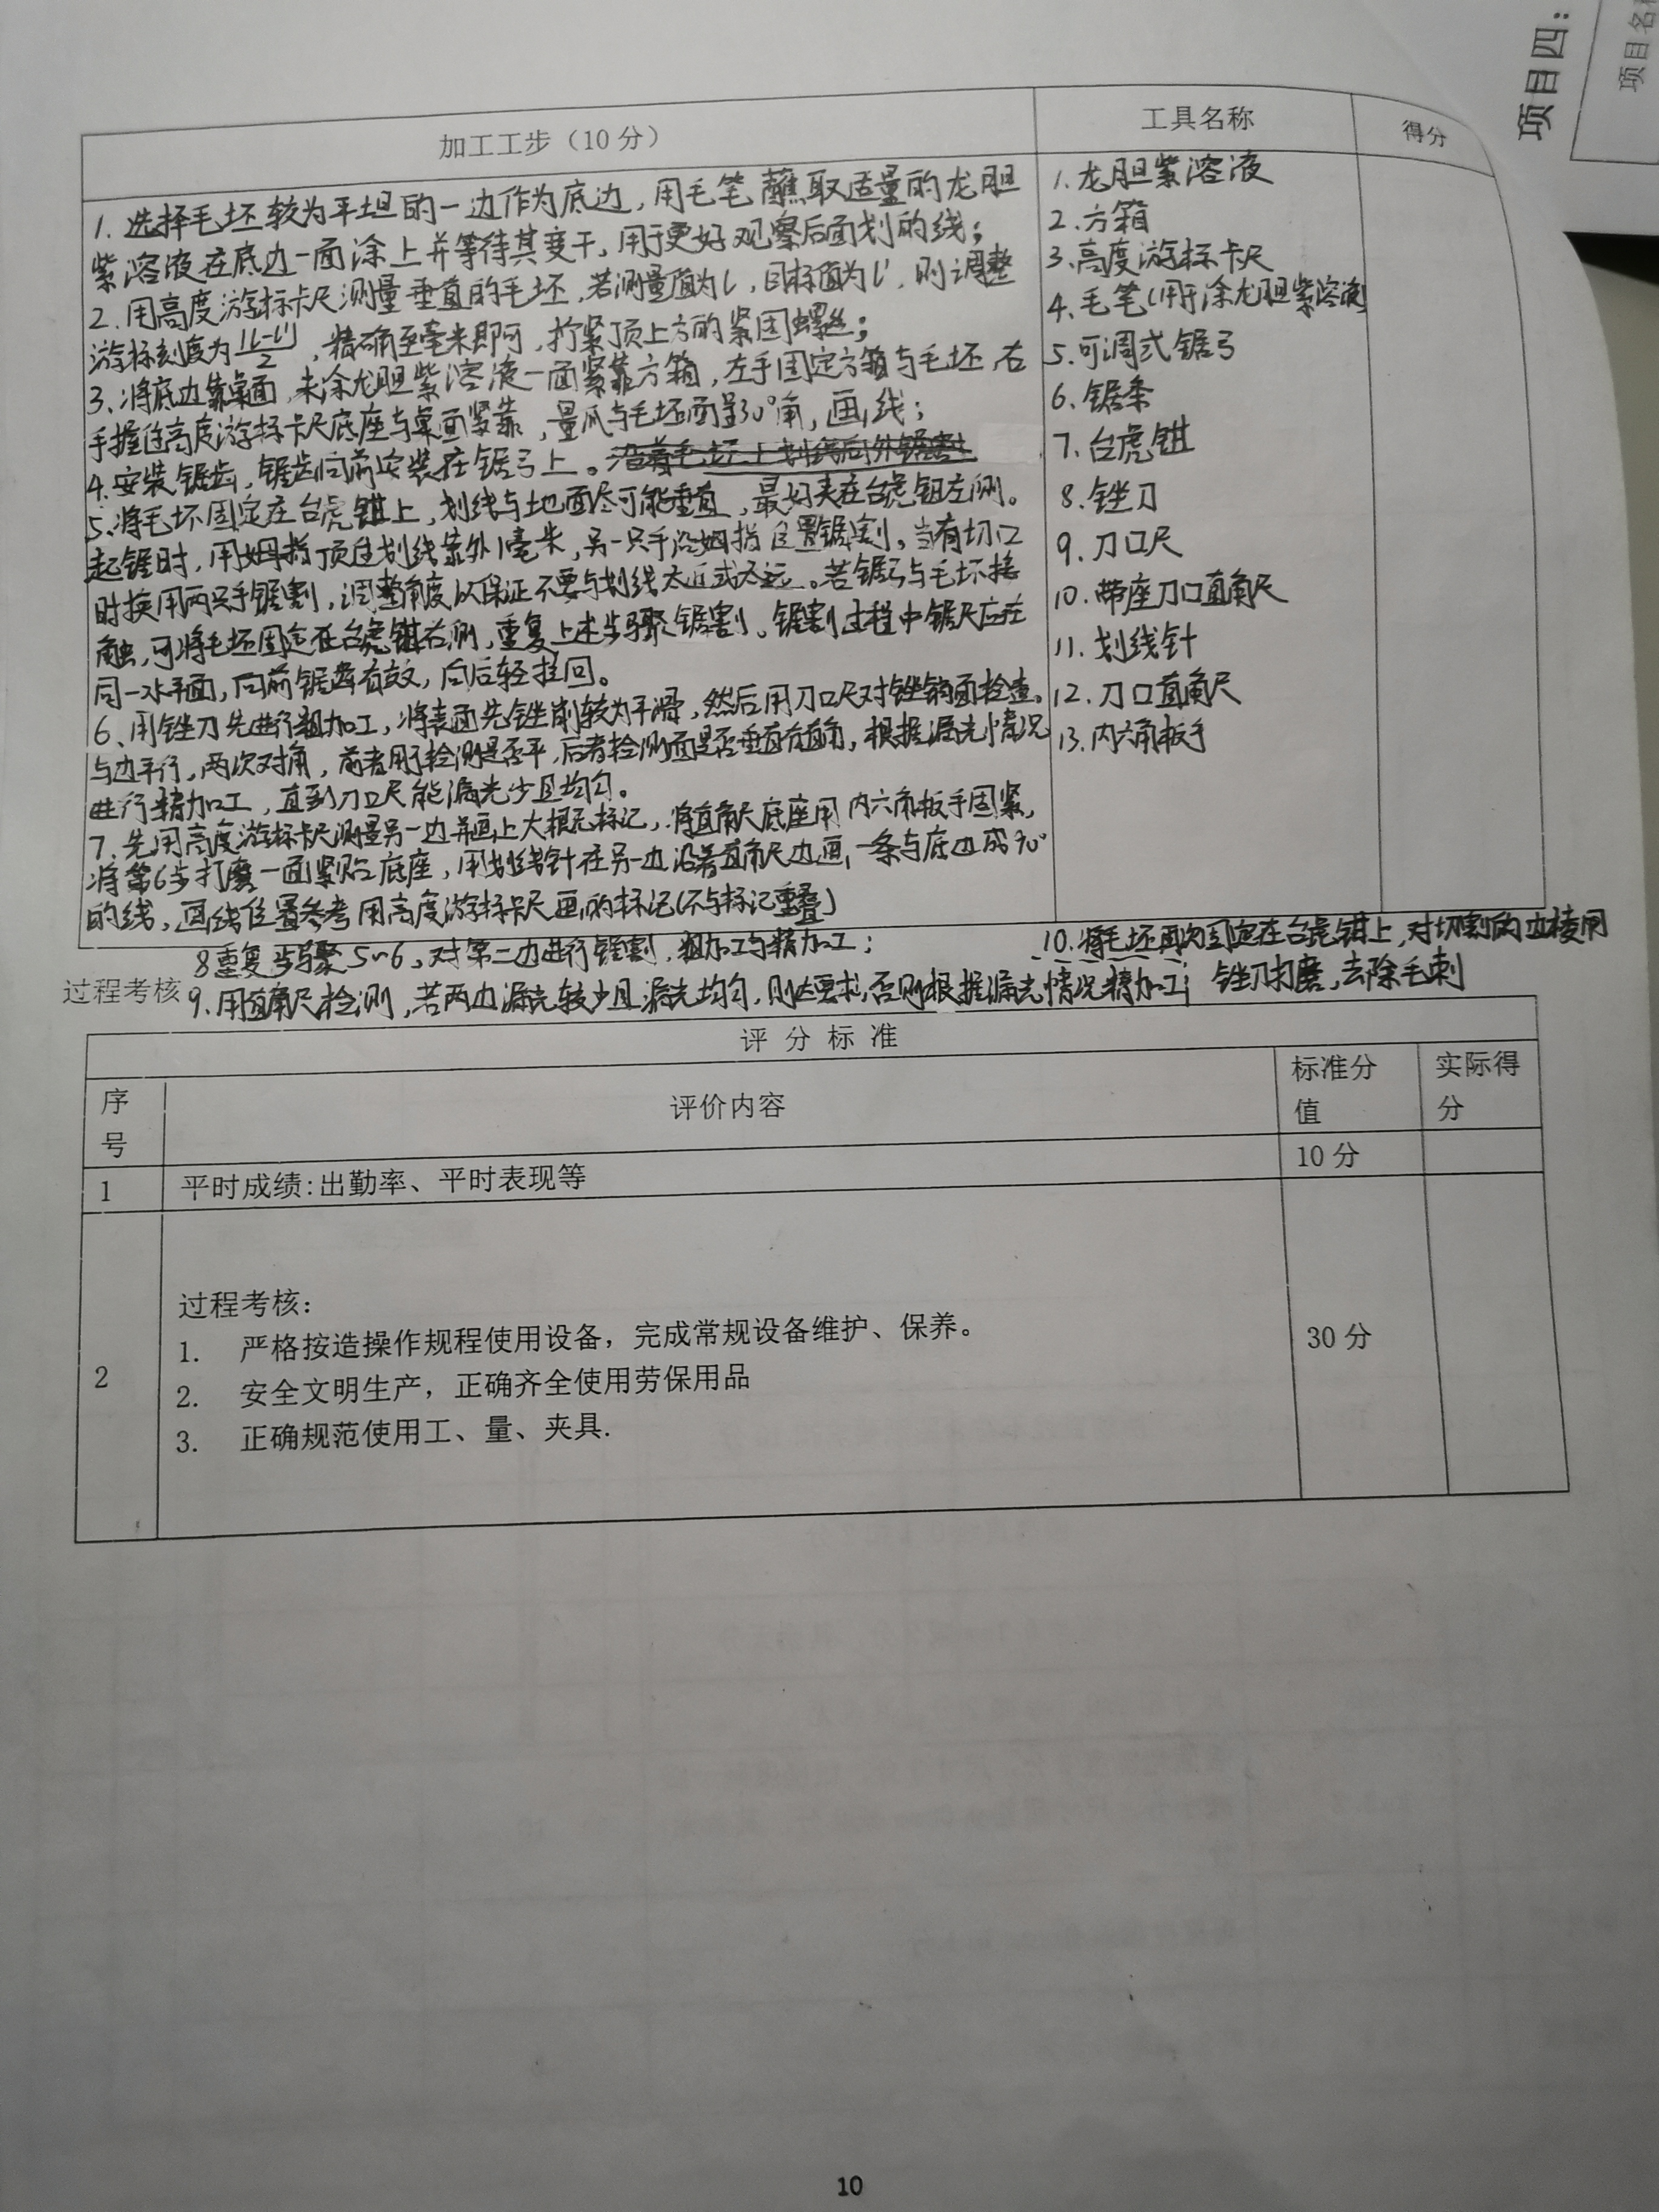 项目四：
项目名
加工工步（10 分）
工具名称
得分
1. 选择毛坯较为平坦的一边作为底边，用毛笔蘸取适量的龙胆
紫溶液在底边一面涂上并等待其变干，用于更好观察后面划的线；
2. 用高度游标卡尺测量垂直的毛坯，若测量值为l，目标值为l'，则调整
游标刻度为|l-l'|/2，精确至毫米即可，拧紧顶上方的紧固螺丝；
3、将底边靠桌面，未涂龙胆紫溶液一面紧靠方箱，左手固定方箱与毛坯，右
手握住高度游标卡尺底座与桌面紧靠，量爪与毛坯面呈30°角，画线；
4. 安装锯齿，锯齿向前安装在锯弓上。沿着毛坯上划线向外锯割
5、将毛坯固定在台虎钳上，划线与地面尽可能垂直，最好夹在台虎钳左侧。
起锯时，用姆指顶住划线靠外1毫米，另一只手沿姆指位置锯割。当有切口
时换用两只手锯割，调整角度以保证不要与划线太近或太远。若锯弓与毛坯接
触，可将毛坯固定在台虎钳右侧，重复上述步骤锯割。锯割过程中锯尺应在
同一水平面，向前锯割有效，向后轻拉回。
6、用锉刀先进行粗加工，将表面先锉削较为平滑，然后用刀口尺对锉削面检查。
与边平行，两次对角，前者用于检测是否平，后者检测面是否垂直有直角，根据漏光情况
进行精加工，直到刀口尺能漏光少且均匀。
7、先用高度游标卡尺测量另一边并画上大概标记，将直角尺底座用内六角板手固紧，
将第6步打磨一面紧贴底座，用划线针在另一边沿着直角尺边画一条与底边成90°
的线，画线位置参考用高度游标卡尺画的标记(不与标记重叠)
8重复步骤5~6，对第二边进行锯割，粗加工与精加工；
9. 用直角尺检测，若两边漏光较少且漏光均匀，则达要求，否则根据漏光情况精加工；
10. 将毛坯再次固定在台虎钳上，对切割的边棱用
锉刀打磨，去除毛刺
1. 龙胆紫溶液
2. 方箱
3. 高度游标卡尺
4. 毛笔(用于涂龙胆紫溶液)
5. 可调式锯弓
6. 锯条
7. 台虎钳
8. 锉刀
9. 刀口尺
10. 带座刀口直角尺
11. 划线针
12. 刀口直角尺
13. 内六角板手
过程考核
评 分 标 准
序号
评价内容
标准分值
实际得分
1
平时成绩:出勤率、平时表现等
10 分
2
过程考核：
1. 严格按造操作规程使用设备，完成常规设备维护、保养。
2. 安全文明生产，正确齐全使用劳保用品
3. 正确规范使用工、量、夹具.
30 分
10